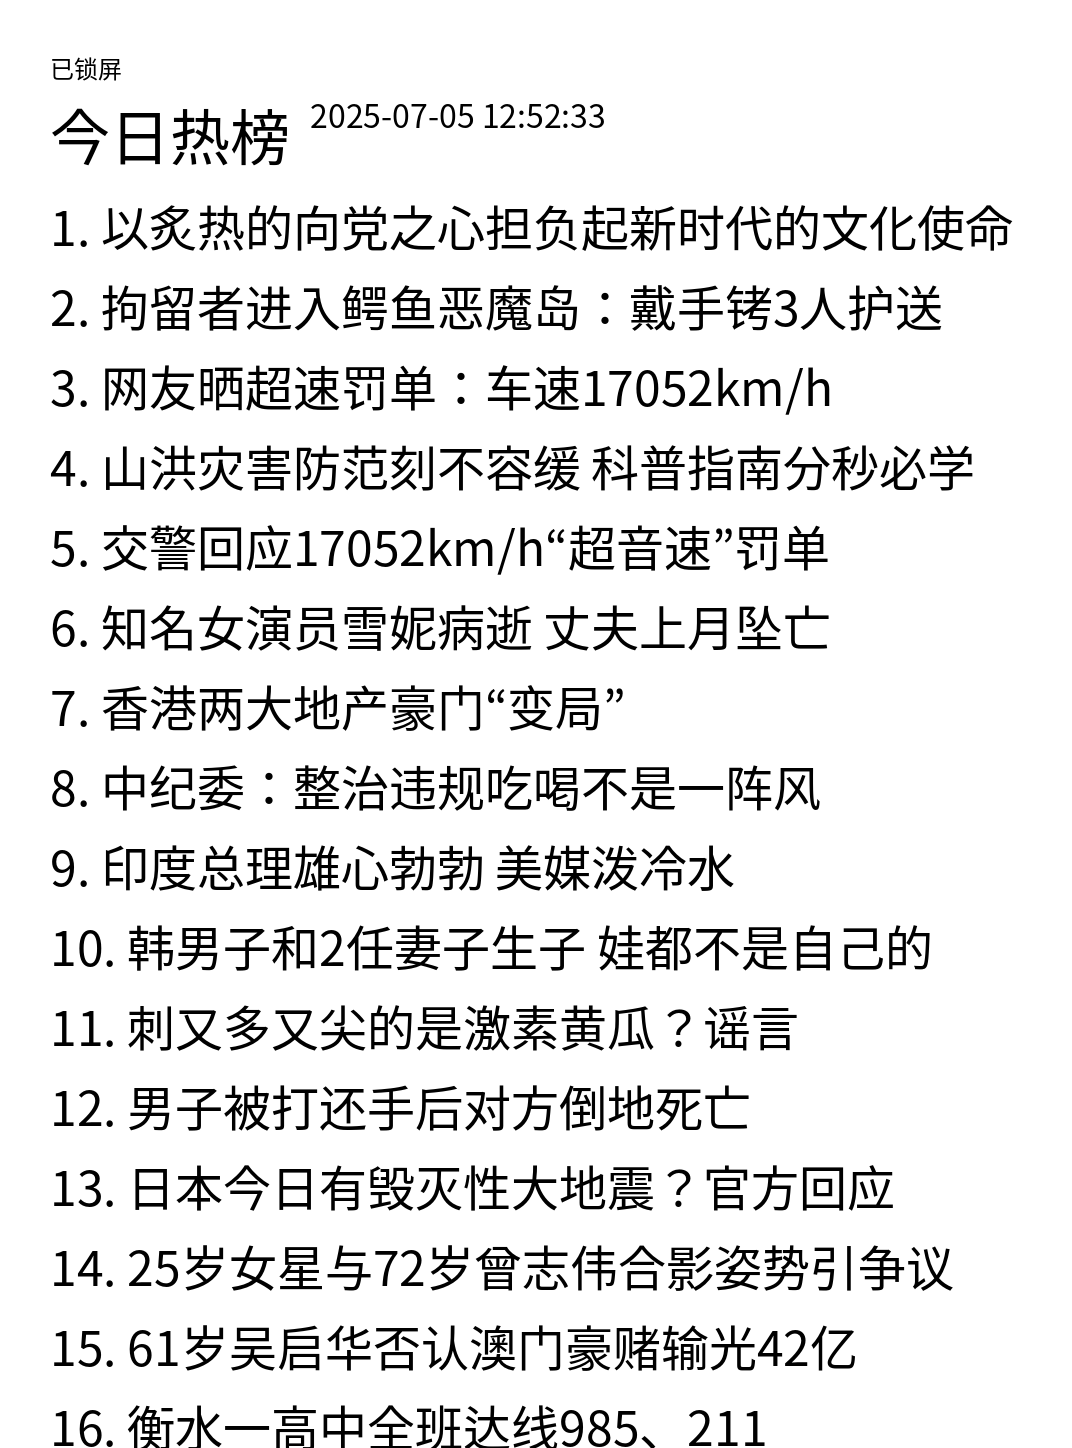 已锁屏
今日热榜 2025-07-05 12:52:33
1. 以炙热的向党之心担负起新时代的文化使命
2. 拘留者进入鳄鱼恶魔岛：戴手铐3人护送
3. 网友晒超速罚单：车速17052km/h
4. 山洪灾害防范刻不容缓 科普指南分秒必学
5. 交警回应17052km/h“超音速”罚单
6. 知名女演员雪妮病逝 丈夫上月坠亡
7. 香港两大地产豪门“变局”
8. 中纪委：整治违规吃喝不是一阵风
9. 印度总理雄心勃勃 美媒泼冷水
10. 韩男子和2任妻子生子 娃都不是自己的
11. 刺又多又尖的是激素黄瓜？谣言
12. 男子被打还手后对方倒地死亡
13. 日本今日有毁灭性大地震？官方回应
14. 25岁女星与72岁曾志伟合影姿势引争议
15. 61岁吴启华否认澳门豪赌输光42亿
16. 衡水一高中全班达线985、211